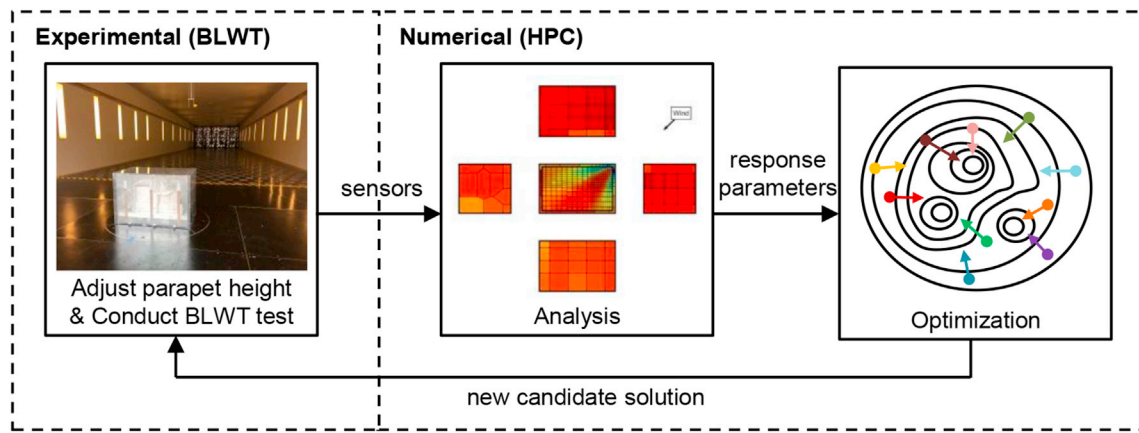 Experimental (BLWT)
Numerical (HPC)
Adjust parapet height
& Conduct BLWT test
sensors
Wind
Analysis
response
parameters
Optimization
new candidate solution